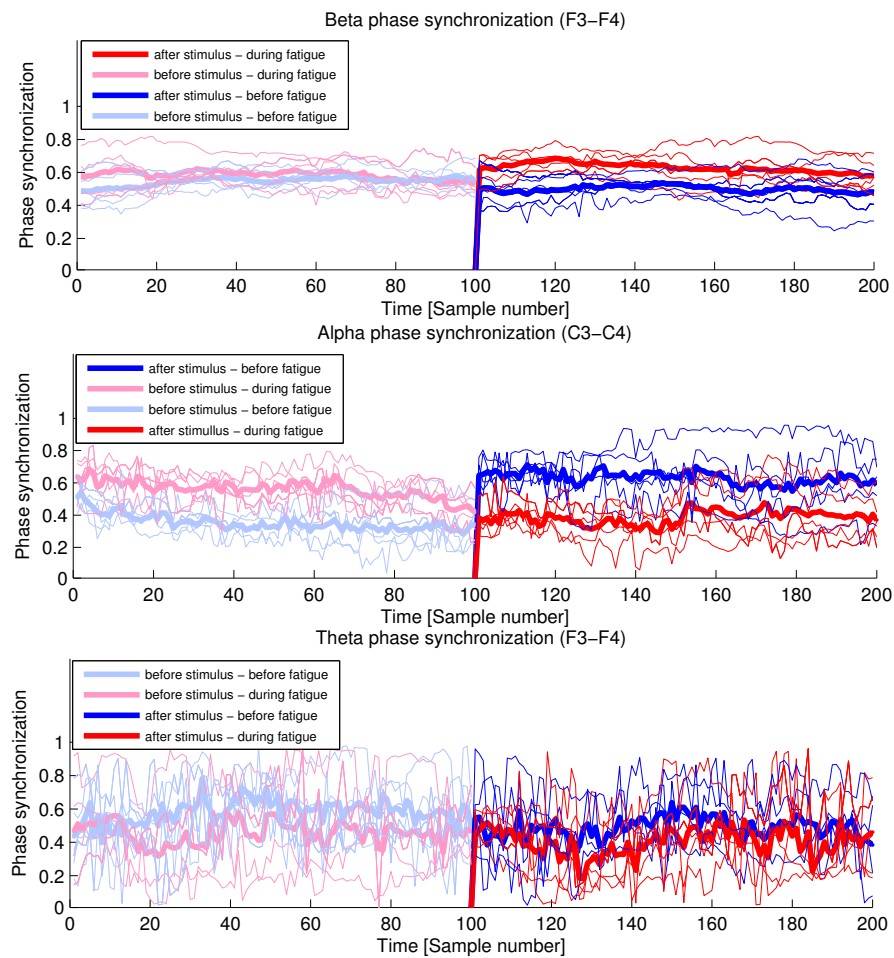 Beta phase synchronization (F3−F4)
after stimulus − during fatigue
before stimulus − during fatigue
after stimulus − before fatigue
before stimulus − before fatigue
1
0.8
0.6
0.4
0.2
0
Phase synchronization
0 20 40 60 80 100 120 140 160 180 200
Time [Sample number]
Alpha phase synchronization (C3−C4)
after stimulus − before fatigue
before stimulus − during fatigue
before stimulus − before fatigue
after stimullus − during fatigue
1
0.8
0.6
0.4
0.2
0
Phase synchronization
0 20 40 60 80 100 120 140 160 180 200
Time [Sample number]
Theta phase synchronization (F3−F4)
before stimulus − before fatigue
before stimulus − during fatigue
after stimulus − before fatigue
after stimulus − during fatigue
1
0.8
0.6
0.4
0.2
0
Phase synchronization
0 20 40 60 80 100 120 140 160 180 200
Time [Sample number]